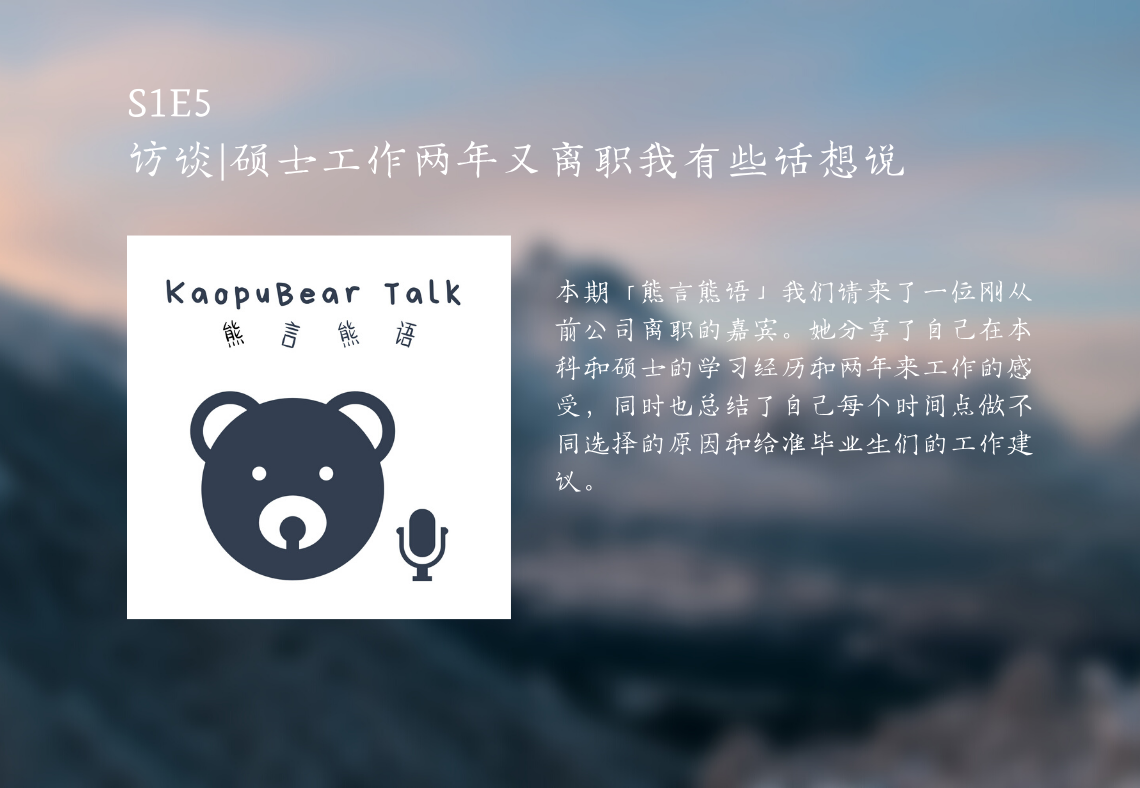 S1E5
访谈|硕士工作两年又离职我有些话想说
KaopuBear Talk
熊言熊语
本期「熊言熊语」我们请来了一位刚从
前公司离职的嘉宾。她分享了自己在本
科和硕士的学习经历和两年来工作的感
受，同时也总结了自己每个时间点做不
同选择的原因和给准毕业生们的工作建
议。